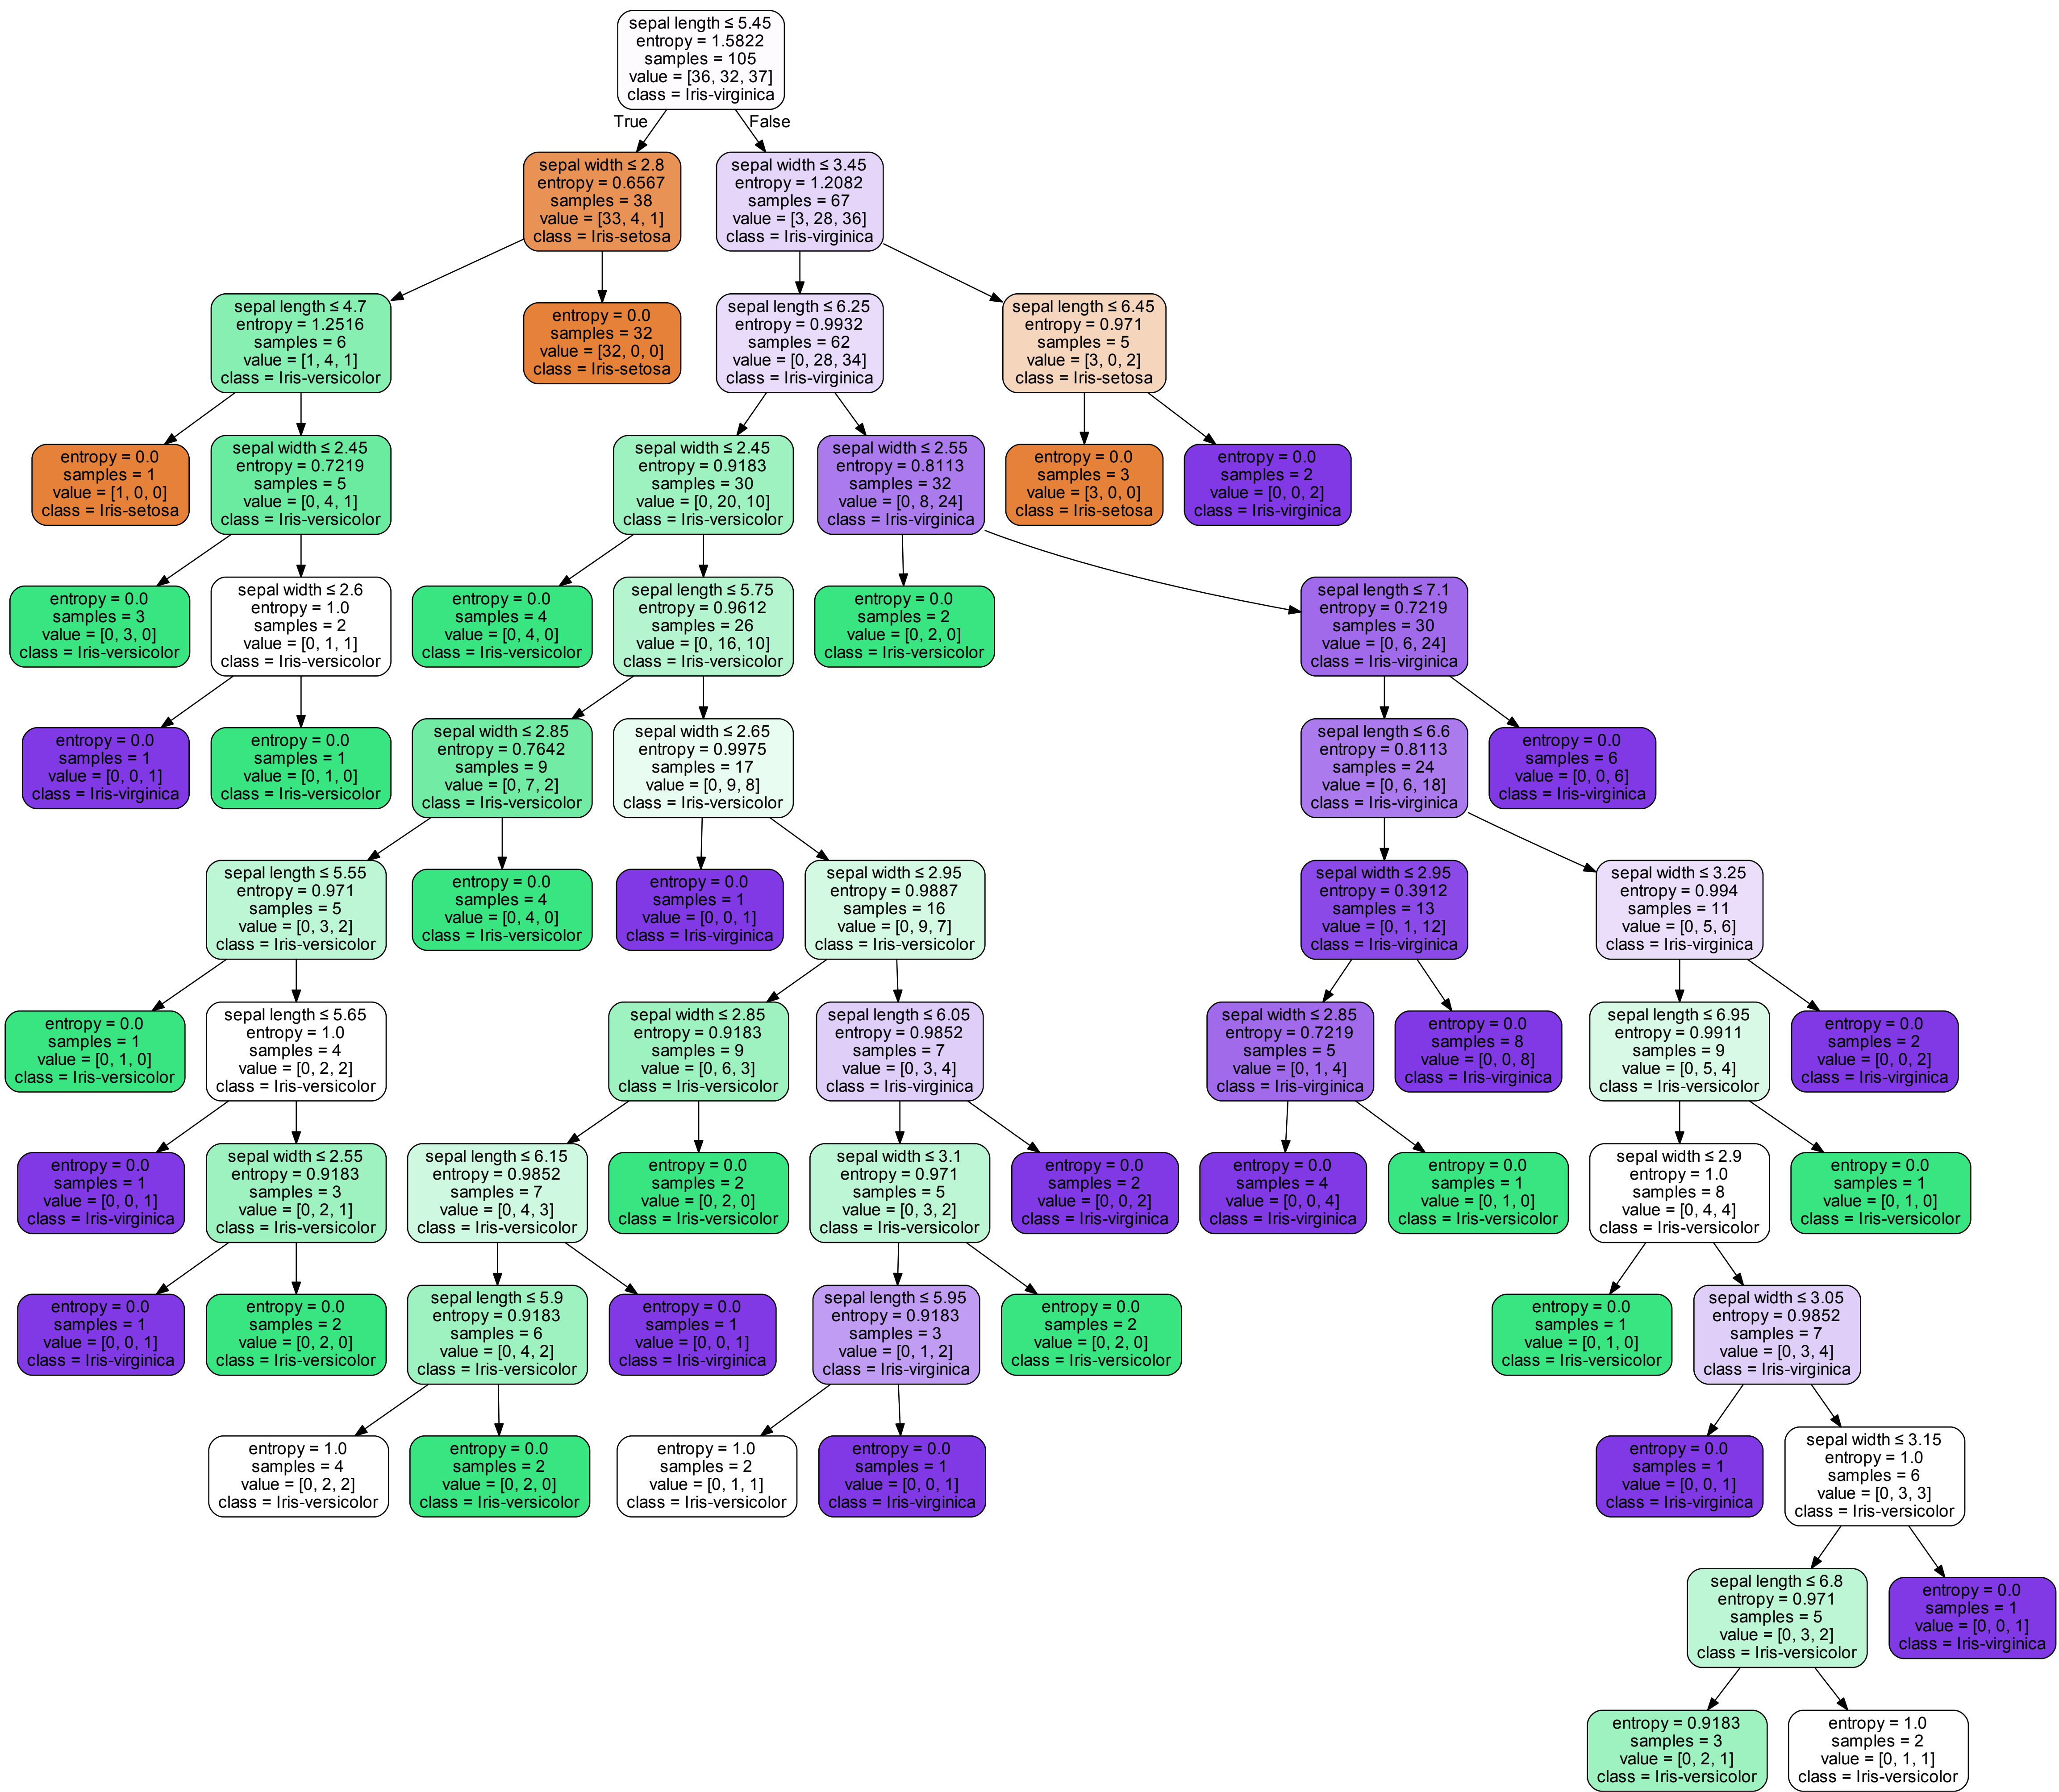 sepal length ≤ 5.45
entropy = 1.5822
samples = 105
value = [36, 32, 37]
class = Iris-virginica
True
False
sepal width ≤ 2.8
entropy = 0.6567
samples = 38
value = [33, 4, 1]
class = Iris-setosa
sepal width ≤ 3.45
entropy = 1.2082
samples = 67
value = [3, 28, 36]
class = Iris-virginica
sepal length ≤ 4.7
entropy = 1.2516
samples = 6
value = [1, 4, 1]
class = Iris-versicolor
entropy = 0.0
samples = 32
value = [32, 0, 0]
class = Iris-setosa
sepal length ≤ 6.25
entropy = 0.9932
samples = 62
value = [0, 28, 34]
class = Iris-virginica
sepal length ≤ 6.45
entropy = 0.971
samples = 5
value = [3, 0, 2]
class = Iris-setosa
entropy = 0.0
samples = 1
value = [1, 0, 0]
class = Iris-setosa
sepal width ≤ 2.45
entropy = 0.7219
samples = 5
value = [0, 4, 1]
class = Iris-versicolor
sepal width ≤ 2.45
entropy = 0.9183
samples = 30
value = [0, 20, 10]
class = Iris-versicolor
sepal width ≤ 2.55
entropy = 0.8113
samples = 32
value = [0, 8, 24]
class = Iris-virginica
entropy = 0.0
samples = 3
value = [3, 0, 0]
class = Iris-setosa
entropy = 0.0
samples = 2
value = [0, 0, 2]
class = Iris-virginica
entropy = 0.0
samples = 3
value = [0, 3, 0]
class = Iris-versicolor
sepal width ≤ 2.6
entropy = 1.0
samples = 2
value = [0, 1, 1]
class = Iris-versicolor
entropy = 0.0
samples = 4
value = [0, 4, 0]
class = Iris-versicolor
sepal length ≤ 5.75
entropy = 0.9612
samples = 26
value = [0, 16, 10]
class = Iris-versicolor
entropy = 0.0
samples = 2
value = [0, 2, 0]
class = Iris-versicolor
sepal length ≤ 7.1
entropy = 0.7219
samples = 30
value = [0, 6, 24]
class = Iris-virginica
entropy = 0.0
samples = 1
value = [0, 0, 1]
class = Iris-virginica
entropy = 0.0
samples = 1
value = [0, 1, 0]
class = Iris-versicolor
sepal width ≤ 2.85
entropy = 0.7642
samples = 9
value = [0, 7, 2]
class = Iris-versicolor
sepal width ≤ 2.65
entropy = 0.9975
samples = 17
value = [0, 9, 8]
class = Iris-versicolor
sepal length ≤ 6.6
entropy = 0.8113
samples = 24
value = [0, 6, 18]
class = Iris-virginica
entropy = 0.0
samples = 6
value = [0, 0, 6]
class = Iris-virginica
sepal length ≤ 5.55
entropy = 0.971
samples = 5
value = [0, 3, 2]
class = Iris-versicolor
entropy = 0.0
samples = 4
value = [0, 4, 0]
class = Iris-versicolor
entropy = 0.0
samples = 1
value = [0, 0, 1]
class = Iris-virginica
sepal width ≤ 2.95
entropy = 0.9887
samples = 16
value = [0, 9, 7]
class = Iris-versicolor
sepal width ≤ 2.95
entropy = 0.3912
samples = 13
value = [0, 1, 12]
class = Iris-virginica
sepal width ≤ 3.25
entropy = 0.994
samples = 11
value = [0, 5, 6]
class = Iris-virginica
entropy = 0.0
samples = 1
value = [0, 1, 0]
class = Iris-versicolor
sepal length ≤ 5.65
entropy = 1.0
samples = 4
value = [0, 2, 2]
class = Iris-versicolor
sepal width ≤ 2.85
entropy = 0.9183
samples = 9
value = [0, 6, 3]
class = Iris-versicolor
sepal length ≤ 6.05
entropy = 0.9852
samples = 7
value = [0, 3, 4]
class = Iris-virginica
sepal width ≤ 2.85
entropy = 0.7219
samples = 5
value = [0, 1, 4]
class = Iris-virginica
entropy = 0.0
samples = 8
value = [0, 0, 8]
class = Iris-virginica
sepal length ≤ 6.95
entropy = 0.9911
samples = 9
value = [0, 5, 4]
class = Iris-versicolor
entropy = 0.0
samples = 2
value = [0, 0, 2]
class = Iris-virginica
entropy = 0.0
samples = 1
value = [0, 0, 1]
class = Iris-virginica
sepal width ≤ 2.55
entropy = 0.9183
samples = 3
value = [0, 2, 1]
class = Iris-versicolor
sepal length ≤ 6.15
entropy = 0.9852
samples = 7
value = [0, 4, 3]
class = Iris-versicolor
entropy = 0.0
samples = 2
value = [0, 2, 0]
class = Iris-versicolor
sepal width ≤ 3.1
entropy = 0.971
samples = 5
value = [0, 3, 2]
class = Iris-versicolor
entropy = 0.0
samples = 2
value = [0, 0, 2]
class = Iris-virginica
entropy = 0.0
samples = 4
value = [0, 0, 4]
class = Iris-virginica
entropy = 0.0
samples = 1
value = [0, 1, 0]
class = Iris-versicolor
sepal width ≤ 2.9
entropy = 1.0
samples = 8
value = [0, 4, 4]
class = Iris-versicolor
entropy = 0.0
samples = 1
value = [0, 1, 0]
class = Iris-versicolor
entropy = 0.0
samples = 1
value = [0, 0, 1]
class = Iris-virginica
entropy = 0.0
samples = 2
value = [0, 2, 0]
class = Iris-versicolor
sepal length ≤ 5.9
entropy = 0.9183
samples = 6
value = [0, 4, 2]
class = Iris-versicolor
entropy = 0.0
samples = 1
value = [0, 0, 1]
class = Iris-virginica
sepal length ≤ 5.95
entropy = 0.9183
samples = 3
value = [0, 1, 2]
class = Iris-virginica
entropy = 0.0
samples = 2
value = [0, 2, 0]
class = Iris-versicolor
entropy = 0.0
samples = 1
value = [0, 1, 0]
class = Iris-versicolor
sepal width ≤ 3.05
entropy = 0.9852
samples = 7
value = [0, 3, 4]
class = Iris-virginica
entropy = 1.0
samples = 4
value = [0, 2, 2]
class = Iris-versicolor
entropy = 0.0
samples = 2
value = [0, 2, 0]
class = Iris-versicolor
entropy = 1.0
samples = 2
value = [0, 1, 1]
class = Iris-versicolor
entropy = 0.0
samples = 1
value = [0, 0, 1]
class = Iris-virginica
entropy = 0.0
samples = 1
value = [0, 0, 1]
class = Iris-virginica
sepal width ≤ 3.15
entropy = 1.0
samples = 6
value = [0, 3, 3]
class = Iris-versicolor
sepal length ≤ 6.8
entropy = 0.971
samples = 5
value = [0, 3, 2]
class = Iris-versicolor
entropy = 0.0
samples = 1
value = [0, 0, 1]
class = Iris-virginica
entropy = 0.9183
samples = 3
value = [0, 2, 1]
class = Iris-versicolor
entropy = 1.0
samples = 2
value = [0, 1, 1]
class = Iris-versicolor